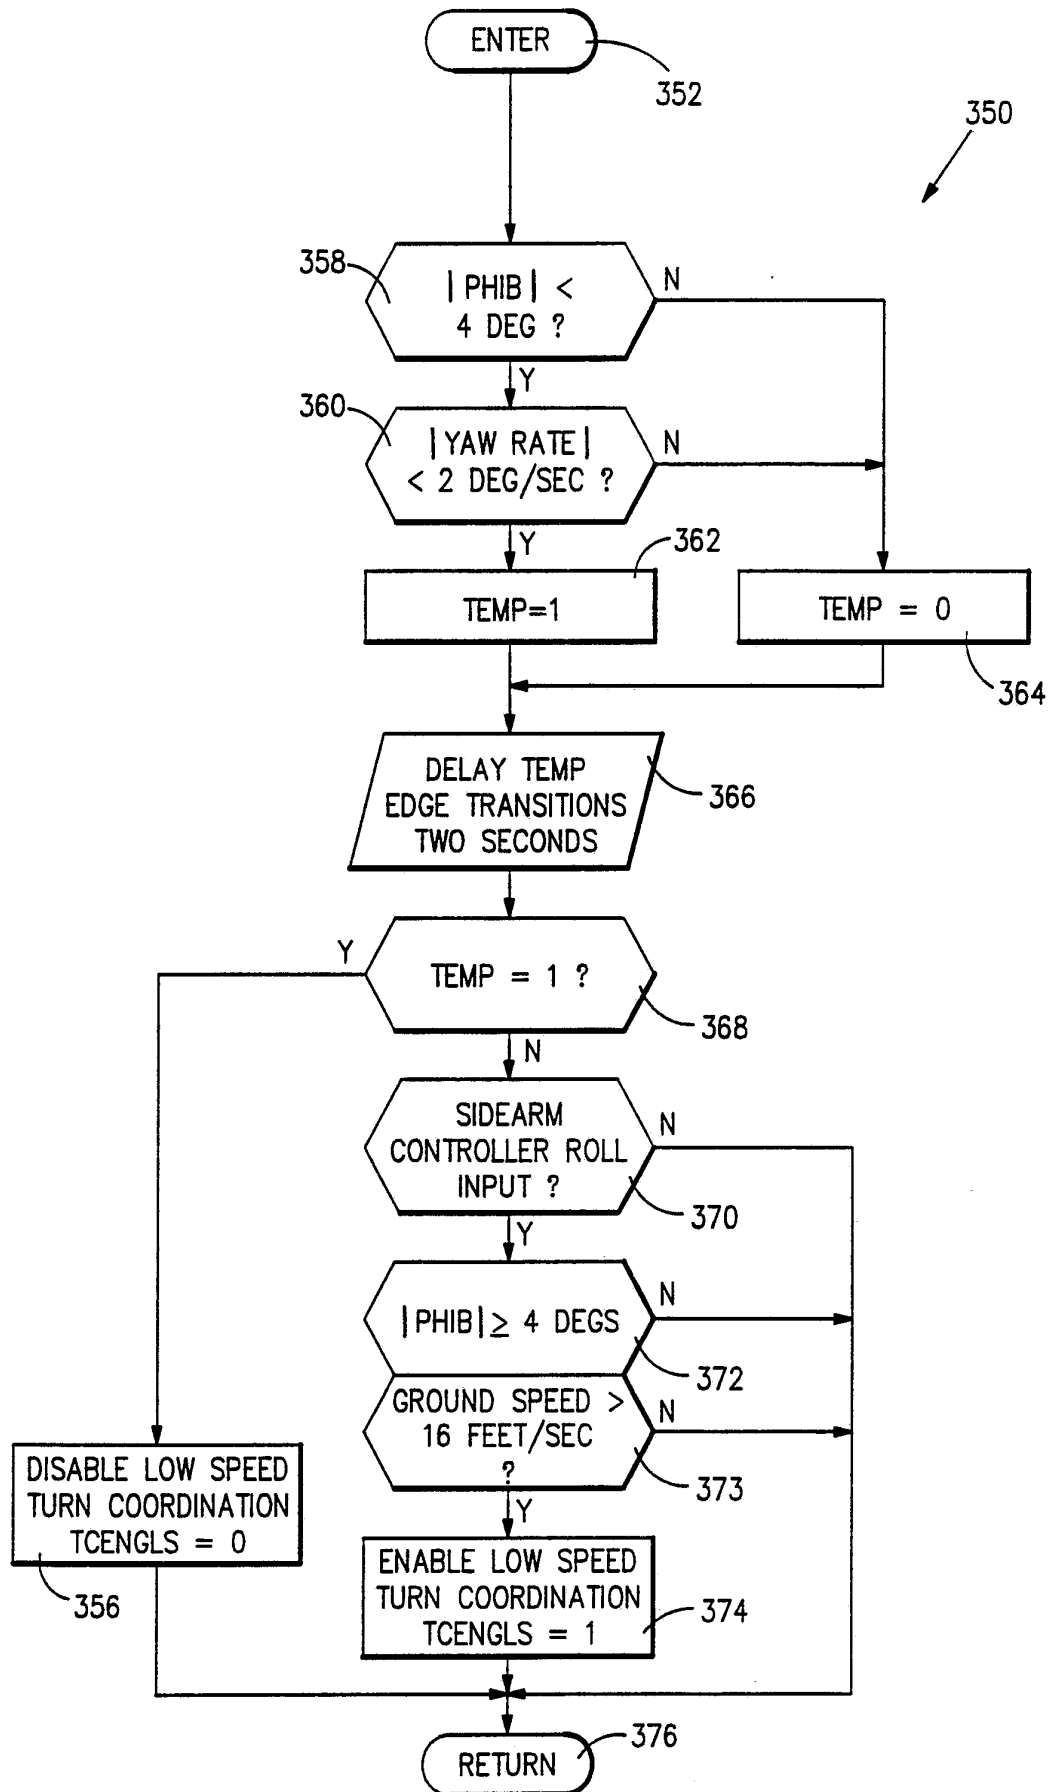 ENTER
352
350
358
| PHIB | <
4 DEG ?
N
Y
360
|YAW RATE|
< 2 DEG/SEC ?
N
Y
362
TEMP=1
TEMP = 0
364
DELAY TEMP
EDGE TRANSITIONS
TWO SECONDS
366
Y
TEMP = 1 ?
368
N
SIDEARM
CONTROLLER ROLL
INPUT ?
N
370
Y
|PHIB| ≥ 4 DEGS
N
372
GROUND SPEED >
16 FEET/SEC
?
N
373
Y
DISABLE LOW SPEED
TURN COORDINATION
TCENGLS = 0
356
ENABLE LOW SPEED
TURN COORDINATION
TCENGLS = 1
374
RETURN
376